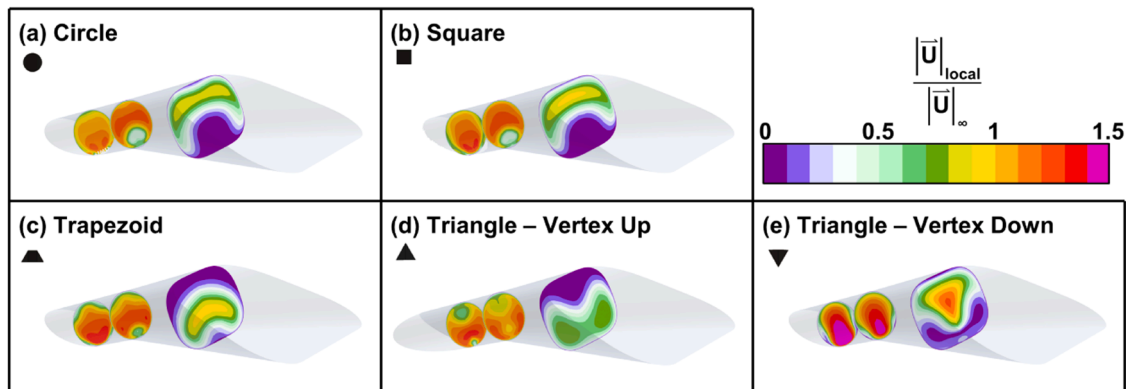 (a) Circle
(b) Square
|U|local
|U|∞
0 0.5 1 1.5
(c) Trapezoid
(d) Triangle – Vertex Up
(e) Triangle – Vertex Down